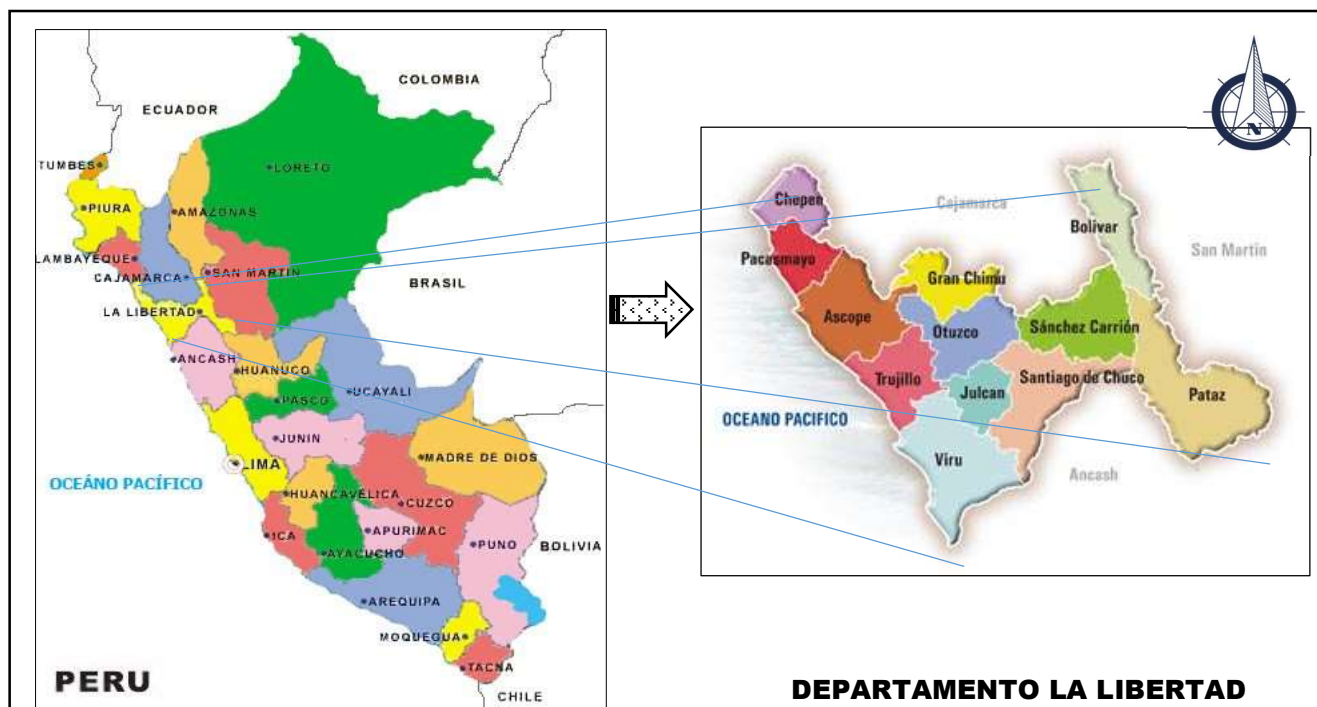 COLOMBIA
ECUADOR
TUMBES
LORETO
PIURA
AMAZONAS
LAMBAYEQUE
SAN MARTIN
CAJAMARCA
BRASIL
LA LIBERTAD
ANCASH
HUANUCO
UCAYALI
PASCO
JUNIN
LIMA
MADRE DE DIOS
OCEÁNO PACÍFICO
HUANCAVELICA
CUZCO
ICA
APURIMAC
AYACUCHO
PUNO
BOLIVIA
AREQUIPA
MOQUEGUA
TACNA
PERU
CHILE
N
Chepen
Cajamarca
Bolivar
San Martin
Pacasmayo
Gran Chimu
Ascope
Otuzco
Sánchez Carrión
Trujillo
Julcan
Santiago de Chuco
Pataz
OCEANO PACIFICO
Viru
Ancash
DEPARTAMENTO LA LIBERTAD